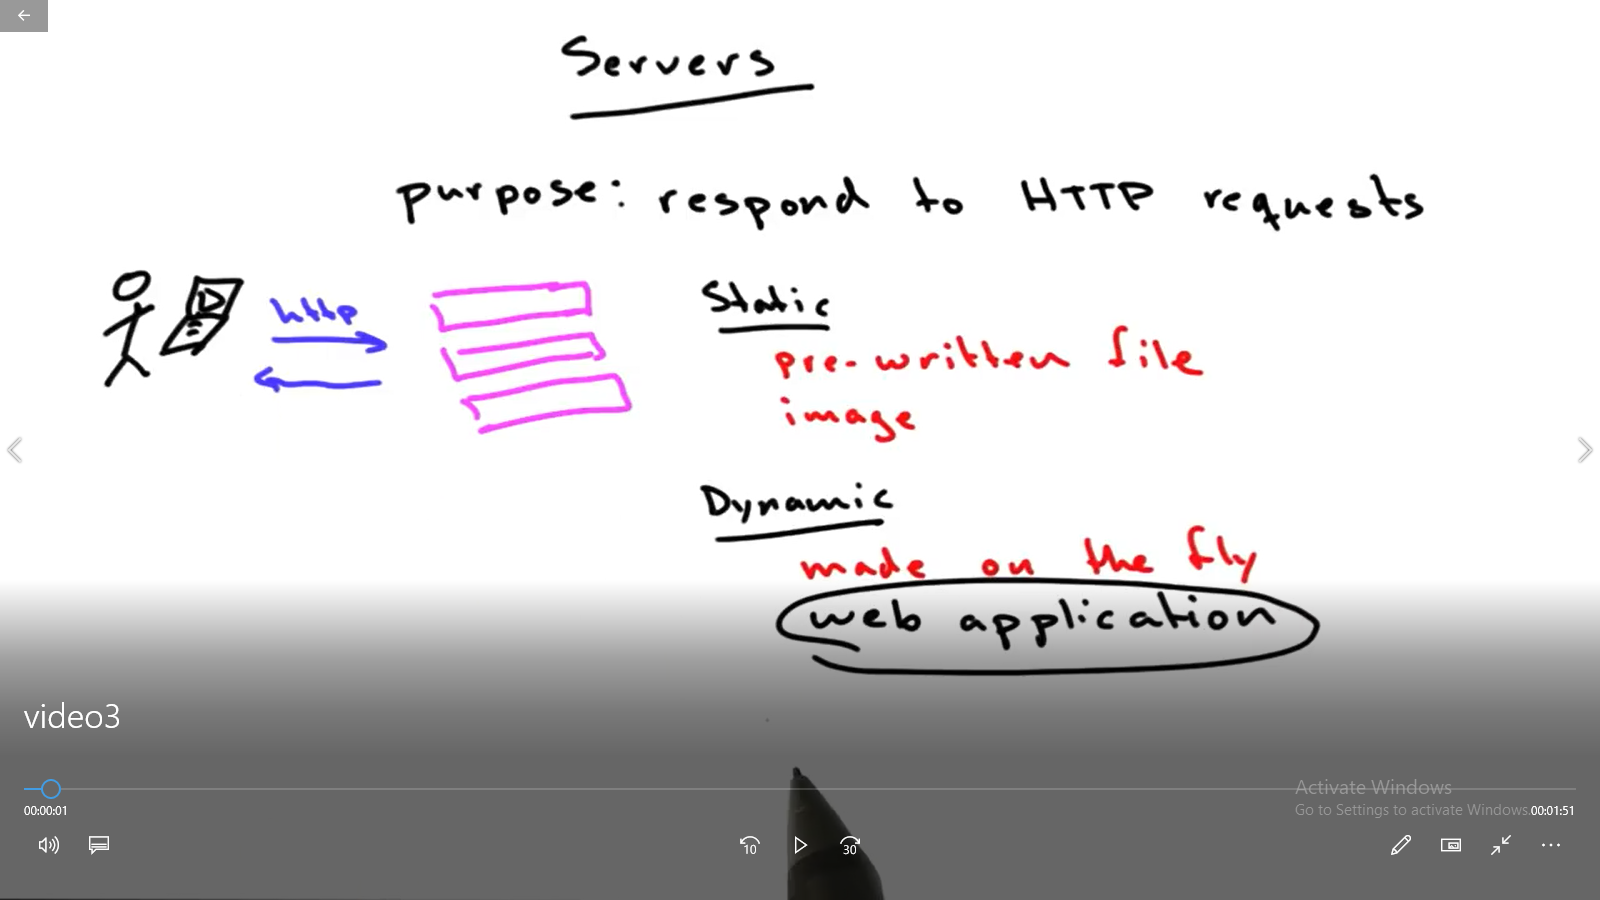 Servers
purpose: respond to HTTP requests
http
Static
pre-written file
image
Dynamic
made on the fly
web application
video3
Activate Windows
Go to Settings to activate Windows.
00:00:01
00:01:51
10
30